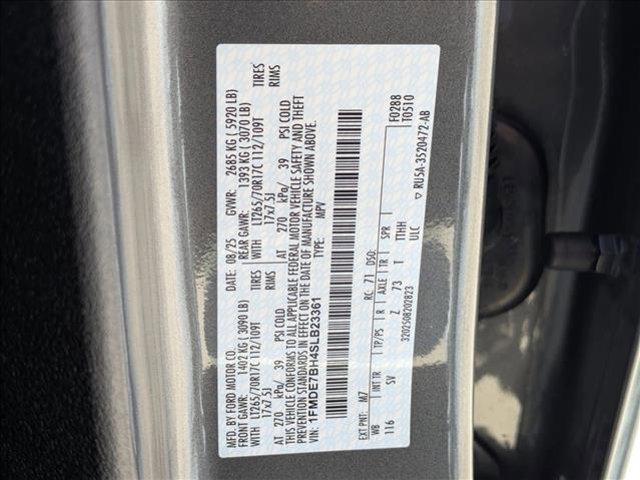 MFD. BY FORD MOTOR CO. 08/25 GVWR: 2685 KG ( 5920 LB)
FRONT GAWR: 1402 KG ( 3090 LB) REAR GAWR: 1393 KG ( 3070 LB)
WITH LT265/70R17C 112/109T TIRES WITH LT265/70R17C 112/109T TIRES
17x7.5J RIMS 17x7.5J RIMS
AT 270 kPa/ 39 PSI COLD AT 270 kPa/ 39 PSI COLD
THIS VEHICLE CONFORMS TO ALL APPLICABLE FEDERAL MOTOR VEHICLE SAFETY AND THEFT
PREVENTION STANDARDS IN EFFECT ON THE DATE OF MANUFACTURE SHOWN ABOVE.
VIN: 1FMDE7BH4SLB23361 TYPE: MPV
F0288
T0510
EXT PNT: M7 RC: 71 DSO:
WB INT TR TP/PS R AXLE TR SPR
116 SV Z 73 T TTHH
ULC
3202508202823 ▽ RU5A-3520472-AB